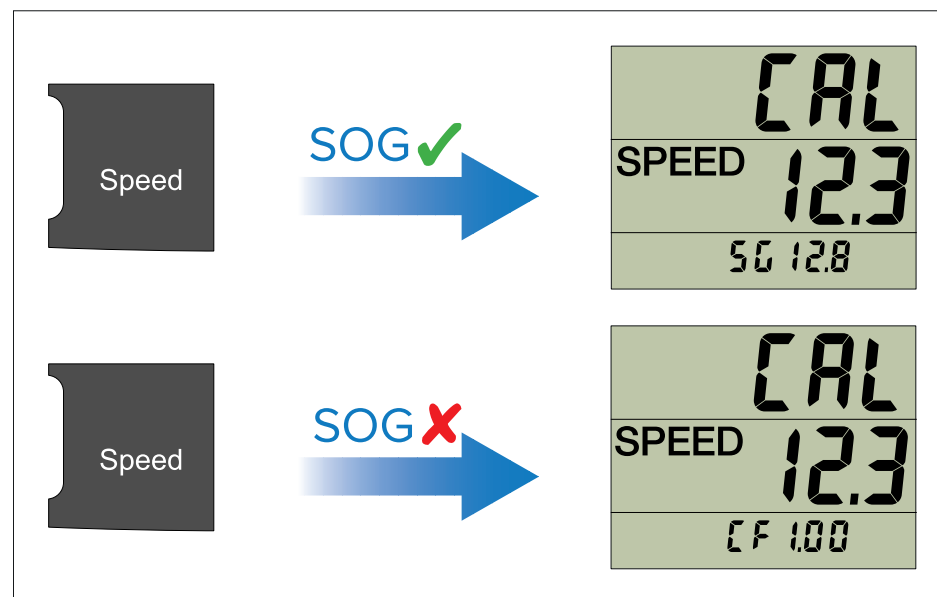 Speed
SOG
CAL
SPEED 12.3
SG 12.8
Speed
SOG
CAL
SPEED 12.3
CF 1.00